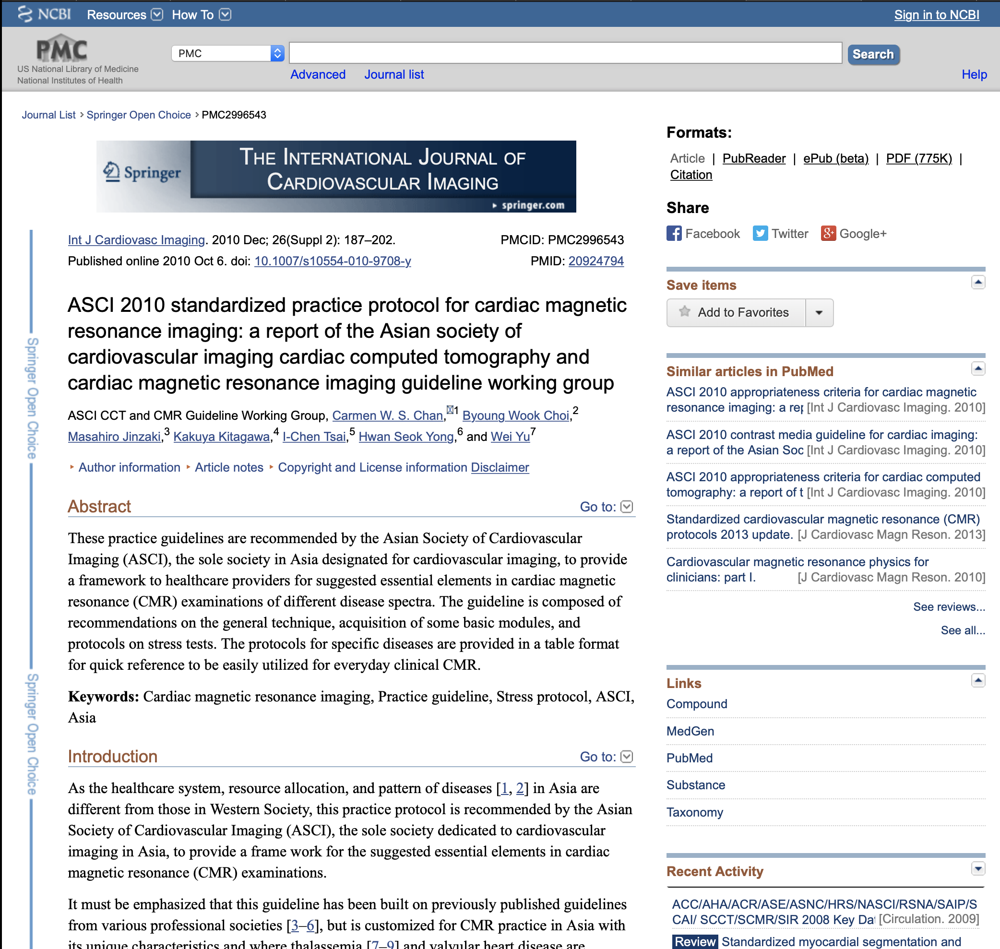 NCBI Resources How To Sign in to NCBI
PMC
US National Library of Medicine
National Institutes of Health
PMC
Search
Advanced Journal list
Help
Journal List > Springer Open Choice > PMC2996543
Springer
THE INTERNATIONAL JOURNAL OF
CARDIOVASCULAR IMAGING
springer.com
Int J Cardiovasc Imaging. 2010 Dec; 26(Suppl 2): 187–202. PMCID: PMC2996543
Published online 2010 Oct 6. doi: 10.1007/s10554-010-9708-y PMID: 20924794
ASCI 2010 standardized practice protocol for cardiac magnetic
resonance imaging: a report of the Asian society of
cardiovascular imaging cardiac computed tomography and
cardiac magnetic resonance imaging guideline working group
ASCI CCT and CMR Guideline Working Group, Carmen W. S. Chan,1 Byoung Wook Choi,2
Masahiro Jinzaki,3 Kakuya Kitagawa,4 I-Chen Tsai,5 Hwan Seok Yong,6 and Wei Yu7
Author information Article notes Copyright and License information Disclaimer
Abstract Go to:
These practice guidelines are recommended by the Asian Society of Cardiovascular
Imaging (ASCI), the sole society in Asia designated for cardiovascular imaging, to provide
a framework to healthcare providers for suggested essential elements in cardiac magnetic
resonance (CMR) examinations of different disease spectra. The guideline is composed of
recommendations on the general technique, acquisition of some basic modules, and
protocols on stress tests. The protocols for specific diseases are provided in a table format
for quick reference to be easily utilized for everyday clinical CMR.
Keywords: Cardiac magnetic resonance imaging, Practice guideline, Stress protocol, ASCI,
Asia
Introduction Go to:
As the healthcare system, resource allocation, and pattern of diseases [1, 2] in Asia are
different from those in Western Society, this practice protocol is recommended by the Asian
Society of Cardiovascular Imaging (ASCI), the sole society dedicated to cardiovascular
imaging in Asia, to provide a frame work for the suggested essential elements in cardiac
magnetic resonance (CMR) examinations.
It must be emphasized that this guideline has been built on previously published guidelines
from various professional societies [3–6], but is customized for CMR practice in Asia with
its unique characteristics and where thalassemia [7–9] and valvular heart disease are
Springer Open Choice
Springer Open Choice
Formats:
Article | PubReader | ePub (beta) | PDF (775K) |
Citation
Share
Facebook Twitter Google+
Save items
Add to Favorites
Similar articles in PubMed
ASCI 2010 appropriateness criteria for cardiac magnetic
resonance imaging: a rep [Int J Cardiovasc Imaging. 2010]
ASCI 2010 contrast media guideline for cardiac imaging:
a report of the Asian Soc [Int J Cardiovasc Imaging. 2010]
ASCI 2010 appropriateness criteria for cardiac computed
tomography: a report of t [Int J Cardiovasc Imaging. 2010]
Standardized cardiovascular magnetic resonance (CMR)
protocols 2013 update. [J Cardiovasc Magn Reson. 2013]
Cardiovascular magnetic resonance physics for
clinicians: part I. [J Cardiovasc Magn Reson. 2010]
See reviews...
See all...
Links
Compound
MedGen
PubMed
Substance
Taxonomy
Recent Activity
ACC/AHA/ACR/ASE/ASNC/HRS/NASCI/RSNA/SAIP/S
CAI/ SCCT/SCMR/SIR 2008 Key Dat [Circulation. 2009]
Review Standardized myocardial segmentation and